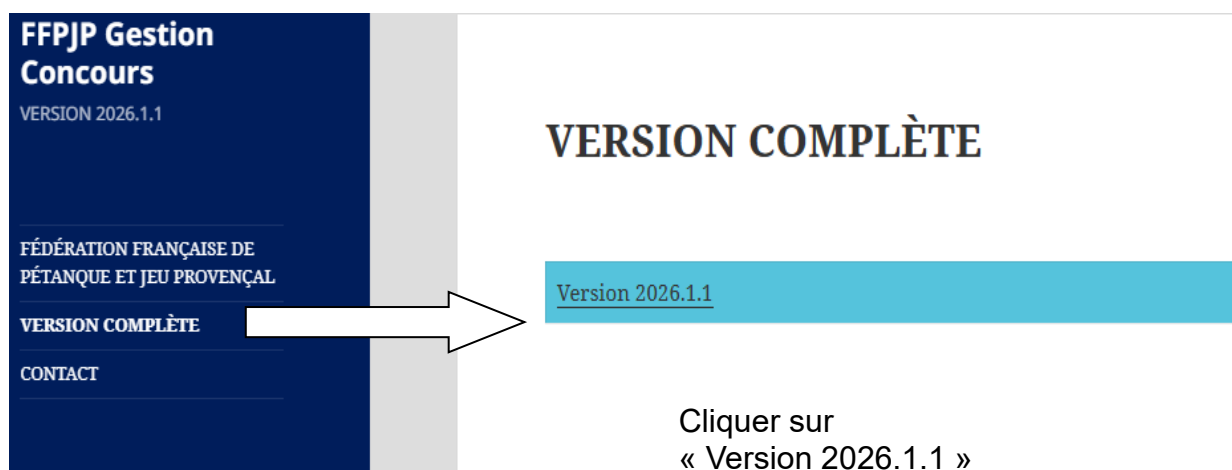 FFPJP Gestion
Concours
VERSION 2026.1.1
FÉDÉRATION FRANÇAISE DE
PÉTANQUE ET JEU PROVENÇAL
VERSION COMPLÈTE
CONTACT
VERSION COMPLÈTE
Version 2026.1.1
Cliquer sur
« Version 2026.1.1 »